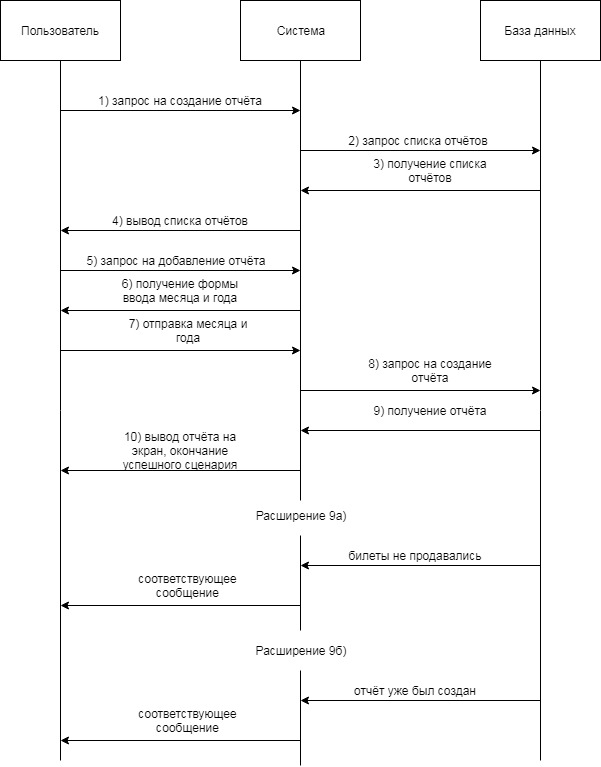 Пользователь
Система
База данных
1) запрос на создание отчёта
2) запрос списка отчётов
3) получение списка
отчётов
4) вывод списка отчётов
5) запрос на добавление отчёта
6) получение формы
ввода месяца и года
7) отправка месяца и
года
8) запрос на создание
отчёта
9) получение отчёта
10) вывод отчёта на
экран, окончание
успешного сценария
Расширение 9а)
билеты не продавались
соответствующее
сообщение
Расширение 9б)
отчёт уже был создан
соответствующее
сообщение